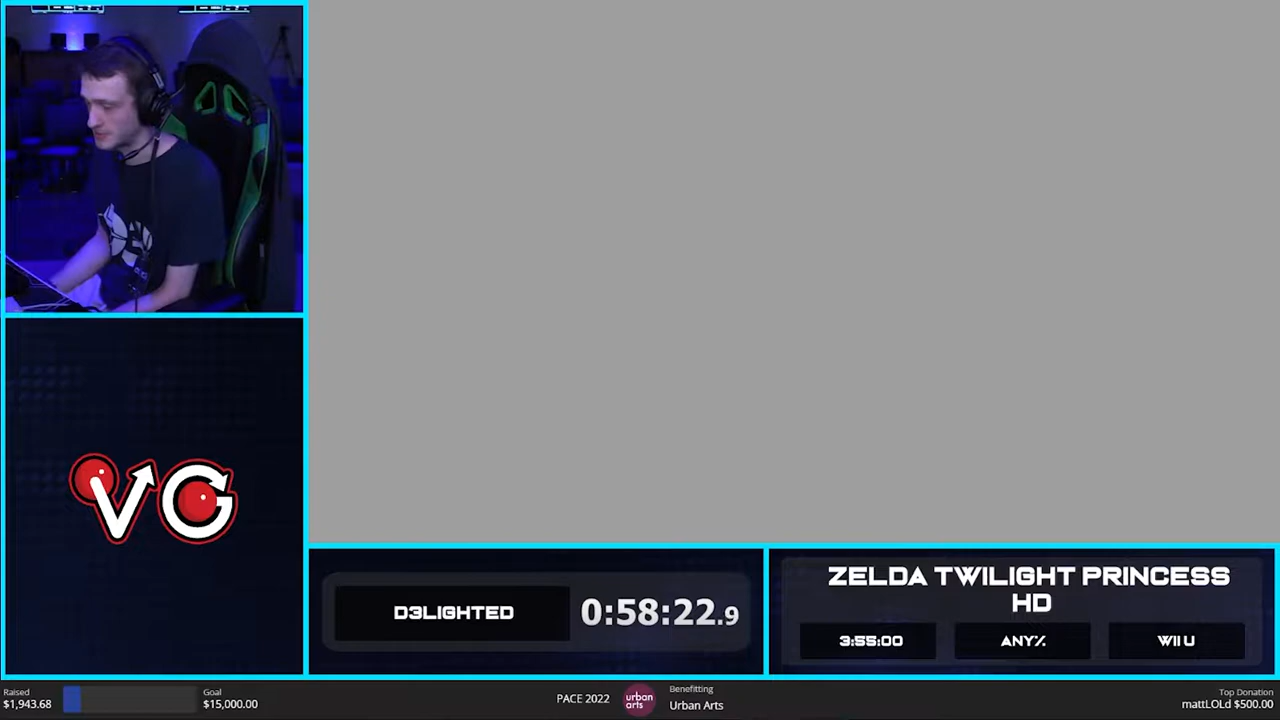 VG
D3LIGHTED
0:58:22.9
ZELDA TWILIGHT PRINCESS
HD
3:55:00
ANY%
WII U
Raised
$1,943.68
Goal
$15,000.00
PACE 2022
urban
arts
Benefitting
Urban Arts
Top Donation
mattLOLd $500.00